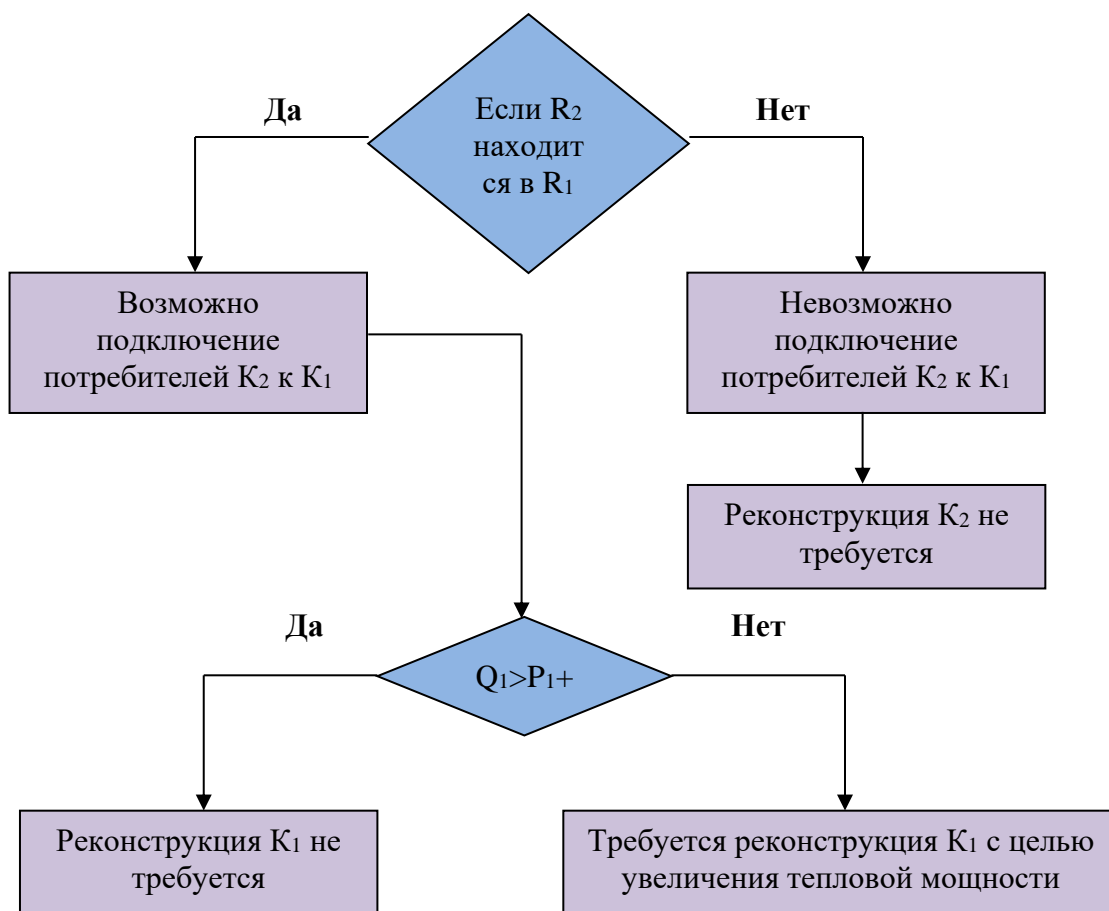 Да
Нет
Если R₂
находит
ся в R₁
Возможно
подключение
потребителей К₂ к К₁
Невозможно
подключение
потребителей К₂ к К₁
Реконструкция К₂ не
требуется
Да
Нет
Q₁>P₁+
Реконструкция К₁ не
требуется
Требуется реконструкция К₁ с целью
увеличения тепловой мощности